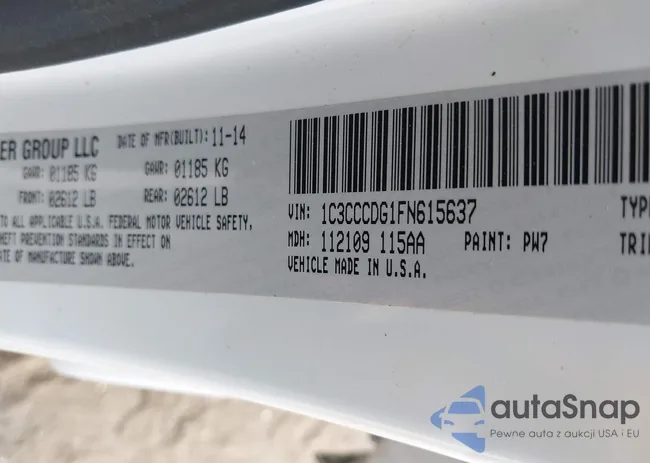 ER GROUP LLC DATE OF MFR(BUILT): 11-14
GAWR: 01185 KG GAWR: 01185 KG
FRONT: 02612 LB REAR: 02612 LB
TO ALL APPLICABLE U.S.A. FEDERAL MOTOR VEHICLE SAFETY,
THEFT PREVENTION STANDARDS IN EFFECT ON
DATE OF MANUFACTURE SHOWN ABOVE.
VIN: 1C3CCCDG1FN615637 TYP
MDH: 112109 115AA PAINT: PW7 TRI
VEHICLE MADE IN U.S.A.
autaSnap
Pewne auta z aukcji USA i EU